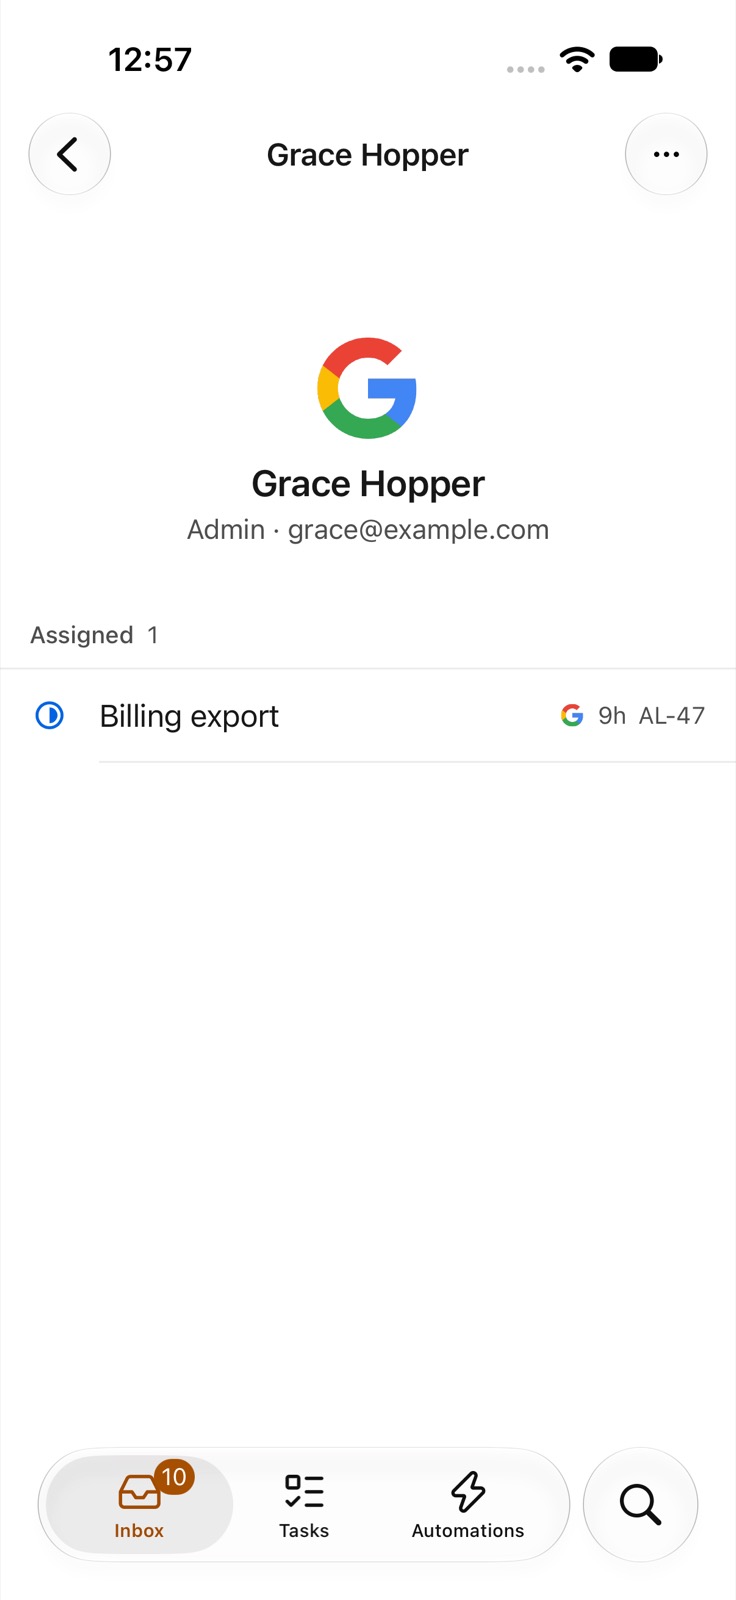 12:57
Grace Hopper
Grace Hopper
Admin · grace@example.com
Assigned 1
Billing export 9h AL-47
10
Inbox Tasks Automations